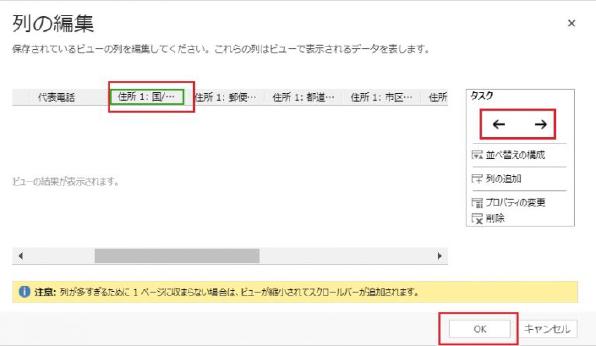 列の編集
×
保存されているビューの列を編集してください。これらの列はビューで表示されるデータを表します。
代表電話 住所 1: 国/… 住所 1: 郵便… 住所 1: 都道… 住所 1: 市区… 住所
タスク
← →
並べ替えの構成
列の追加
プロパティの変更
削除
ビューの結果が表示されます。
注意: 列が多すぎるために 1 ページに収まらない場合は、ビューが縮小されてスクロールバーが追加されます。
OK キャンセル